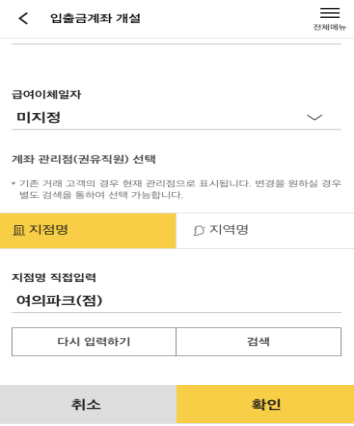 입출금계좌 개설
전체메뉴
급여이체일자
미지정
계좌 관리점(권유직원) 선택
* 기존 거래 고객의 경우 현재 관리점으로 표시됩니다. 변경을 원하실 경우
별도 검색을 통하여 선택 가능합니다.
지점명
지역명
지점명 직접입력
여의파크(점)
다시 입력하기
검색
취소
확인